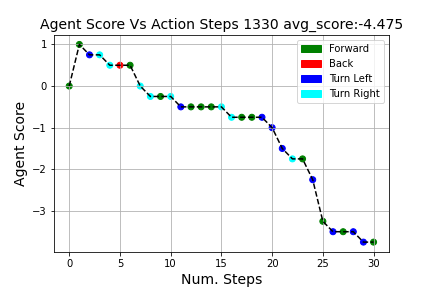 Agent Score Vs Action Steps 1330 avg_score:-4.475
Forward
Back
Turn Left
Turn Right
1
0
−1
−2
−3
Agent Score
0 5 10 15 20 25 30
Num. Steps